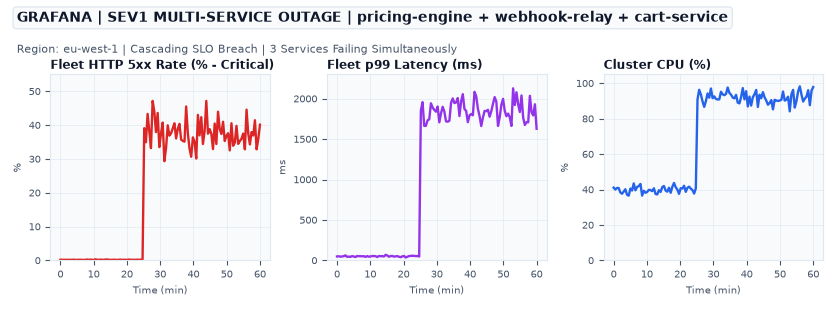 GRAFANA | SEV1 MULTI-SERVICE OUTAGE | pricing-engine + webhook-relay + cart-service
Region: eu-west-1 | Cascading SLO Breach | 3 Services Failing Simultaneously
Fleet HTTP 5xx Rate (% - Critical)
50
40
30
20
10
0
%
0 10 20 30 40 50 60
Time (min)
Fleet p99 Latency (ms)
2000
1500
1000
500
0
ms
0 10 20 30 40 50 60
Time (min)
Cluster CPU (%)
100
80
60
40
20
0
%
0 10 20 30 40 50 60
Time (min)